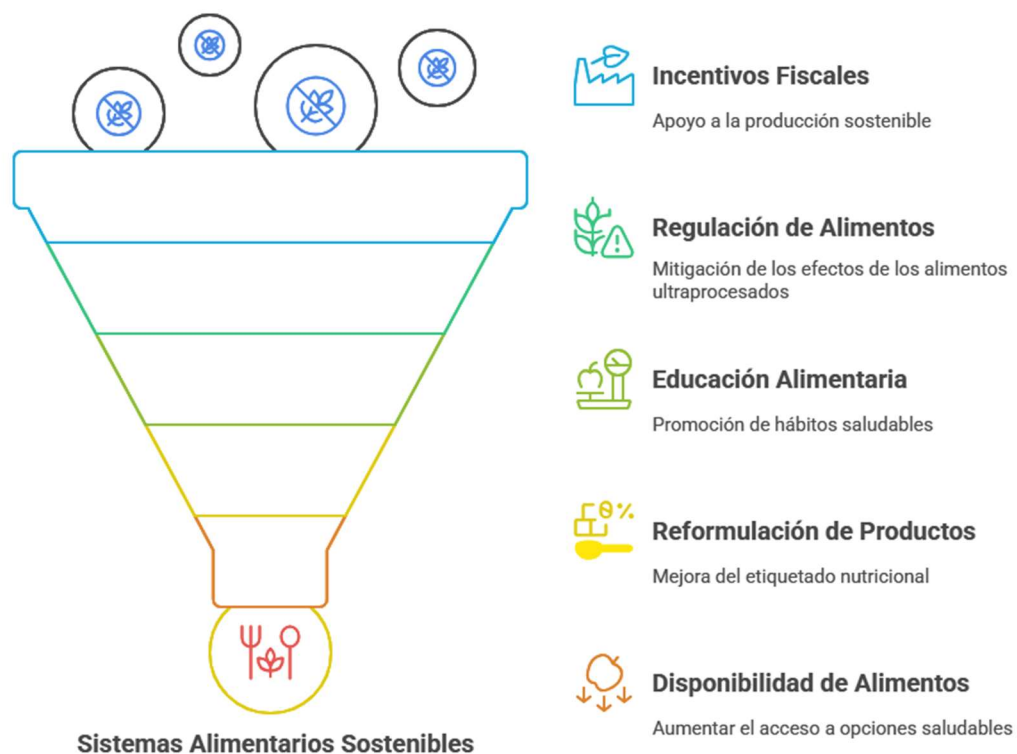 Incentivos Fiscales
Apoyo a la producción sostenible
Regulación de Alimentos
Mitigación de los efectos de los alimentos
ultraprocesados
Educación Alimentaria
Promoción de hábitos saludables
0%
Reformulación de Productos
Mejora del etiquetado nutricional
Disponibilidad de Alimentos
Aumentar el acceso a opciones saludables
Sistemas Alimentarios Sostenibles